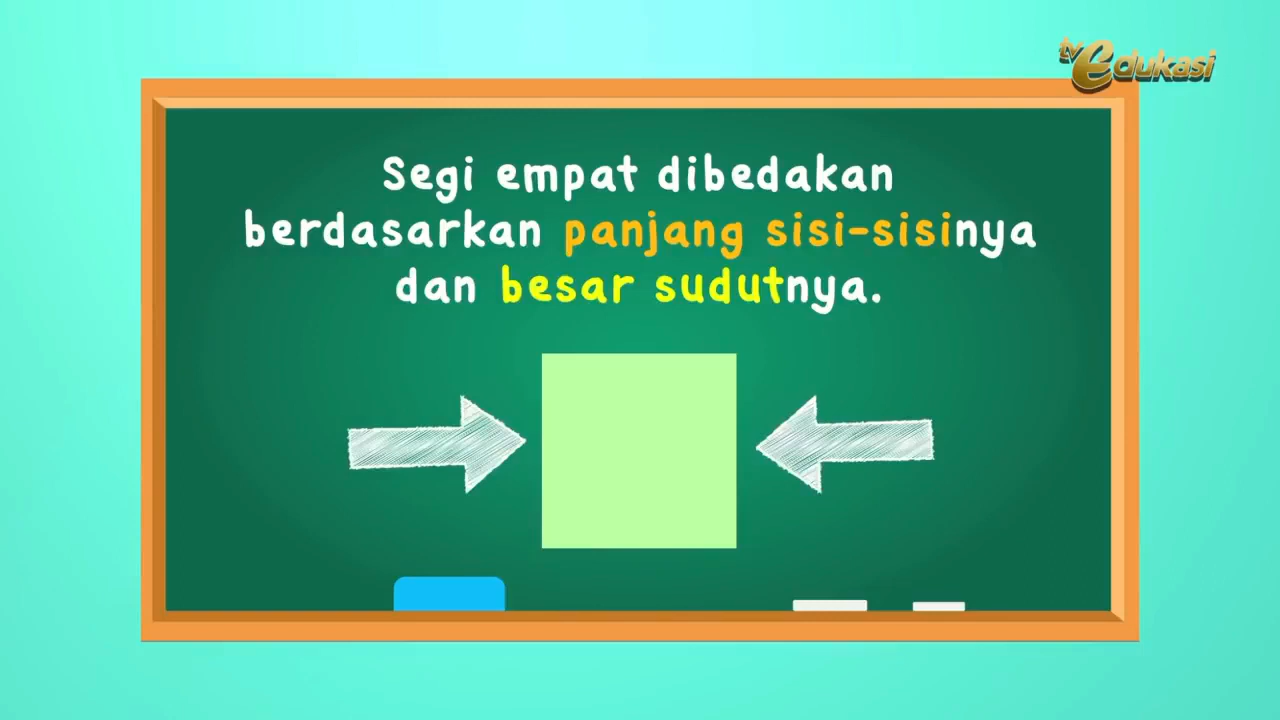 tv edukasi
Segi empat dibedakan
berdasarkan panjang sisi-sisinya
dan besar sudutnya.